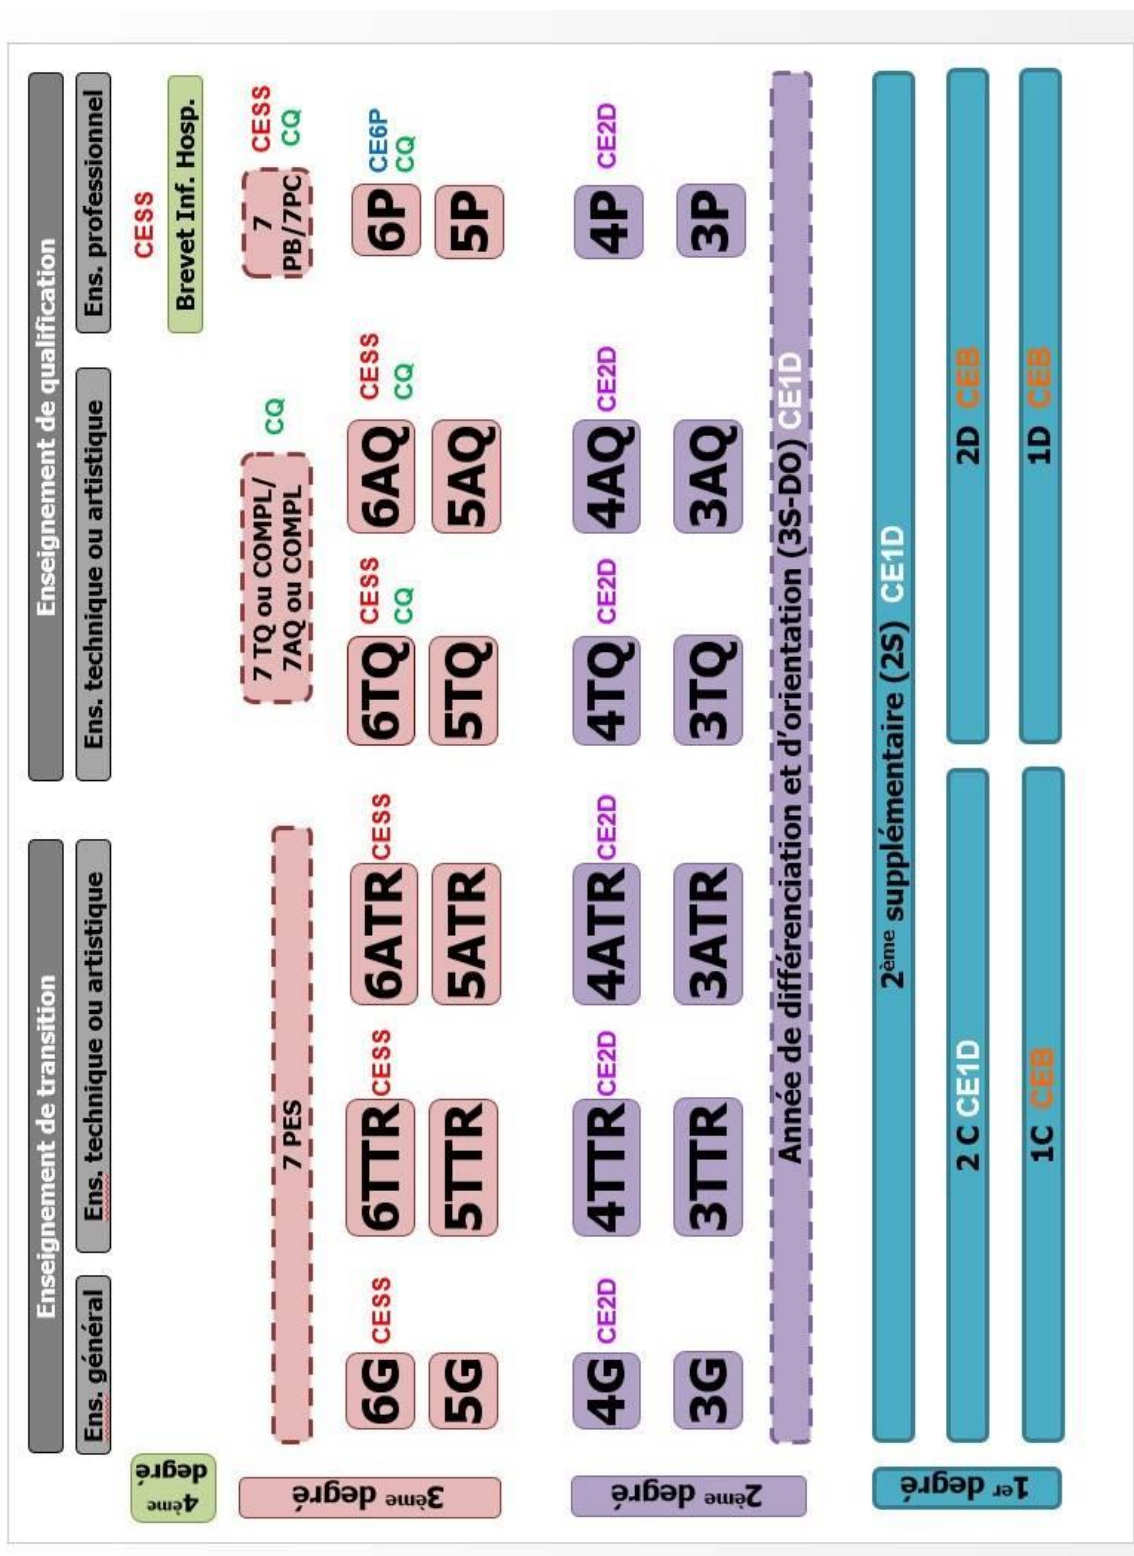 Enseignement de transition
Enseignement de qualification
Ens. général
Ens. technique ou artistique
Ens. technique ou artistique
Ens. professionnel
4ème
degré
CESS
Brevet Inf. Hosp.
3ème degré
7 PES
7 TQ ou COMPL/
7AQ ou COMPL
CQ
7
PB/7PC
CESS
CQ
6G CESS
6TTR CESS
6ATR CESS
6TQ
CESS
CQ
6AQ
CESS
CQ
6P
CE6P
CQ
5G
5TTR
5ATR
5TQ
5AQ
5P
2ème degré
4G CE2D
4TTR CE2D
4ATR CE2D
4TQ CE2D
4AQ CE2D
4P CE2D
3G
3TTR
3ATR
3TQ
3AQ
3P
Année de différenciation et d'orientation (3S-DO) CE1D
1er degré
2ème supplémentaire (2S) CE1D
2 C CE1D
2D CEB
1C CEB
1D CEB